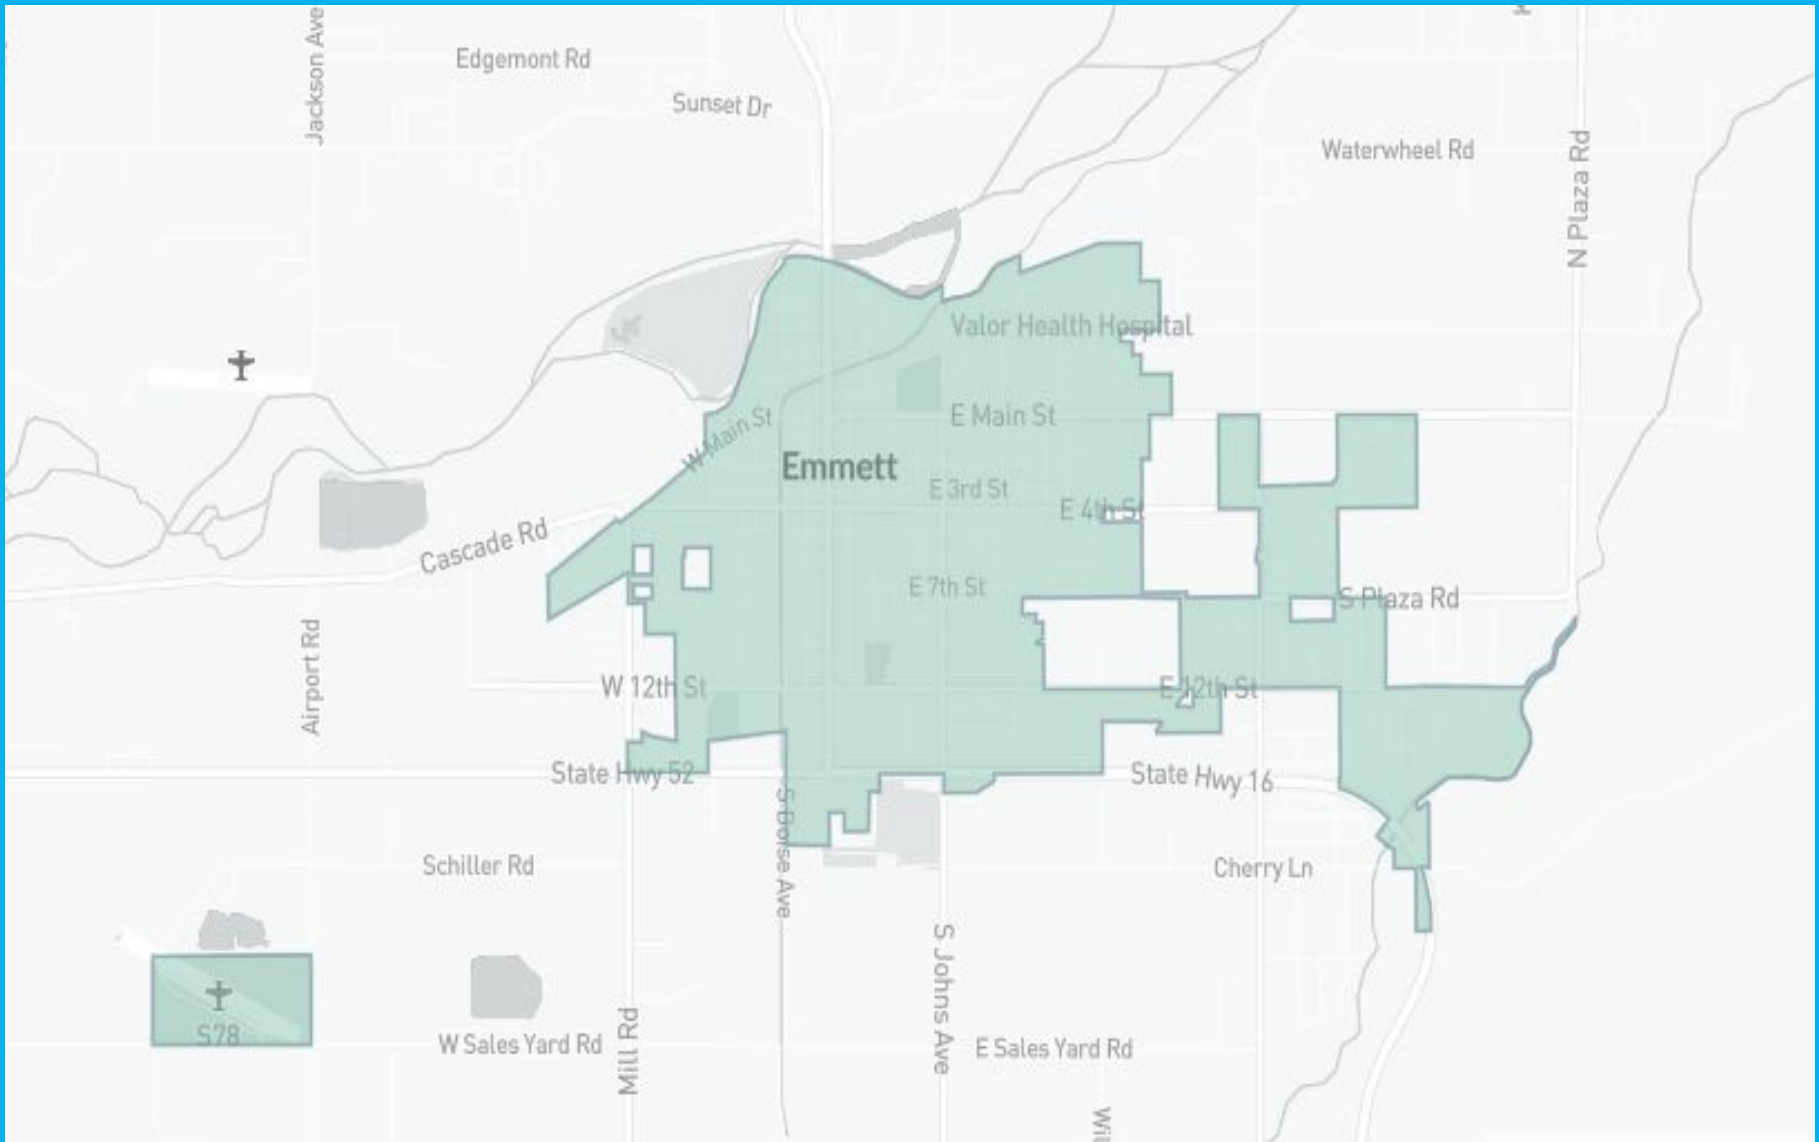 Jackson Ave
Edgemont Rd
Sunset Dr
Waterwheel Rd
N Plaza Rd
Valor Health Hospital
W Main St
E Main St
Emmett
E 3rd St
E 4th St
Cascade Rd
E 7th St
S Plaza Rd
Airport Rd
W 12th St
E 12th St
State Hwy 52
State Hwy 16
S Boise Ave
Schiller Rd
Cherry Ln
S Johns Ave
S78
W Sales Yard Rd
Mill Rd
E Sales Yard Rd